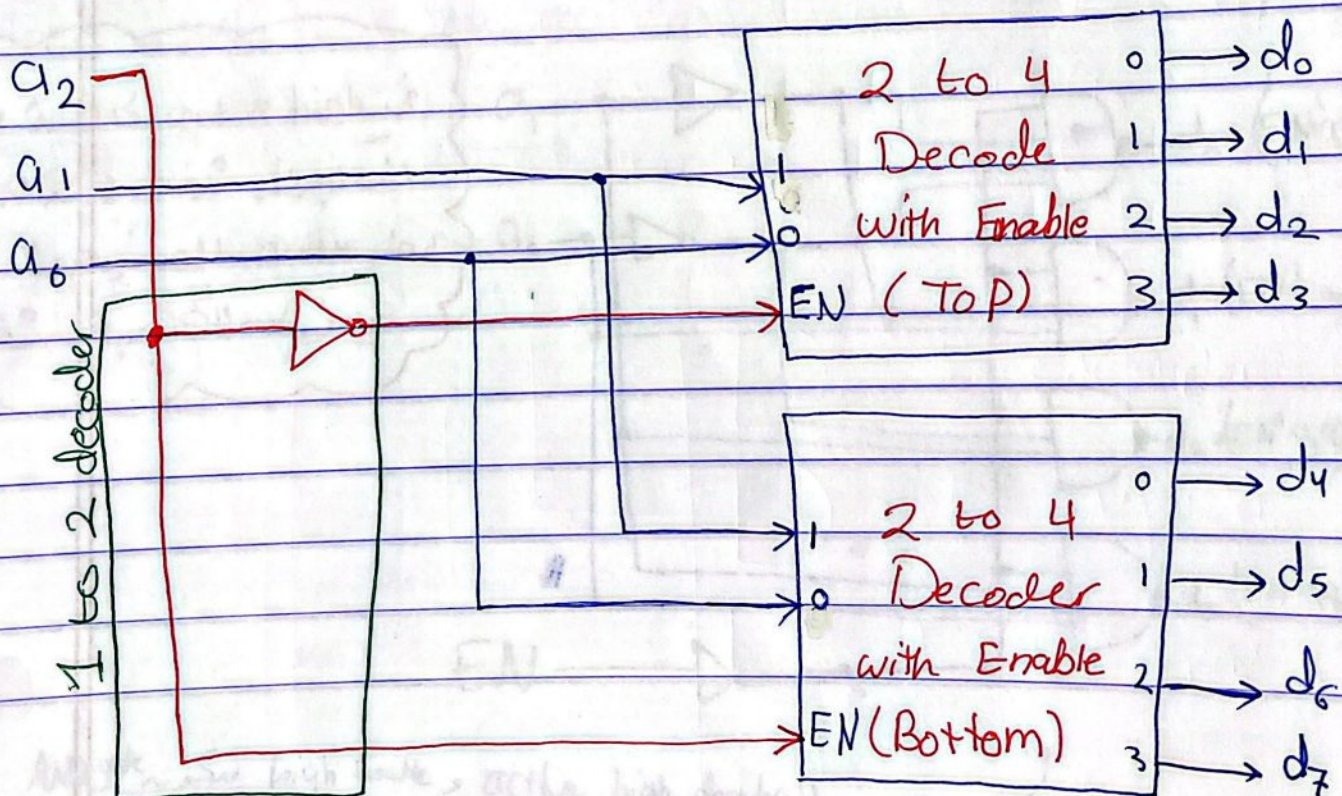 a2
a1
a0
1 to 2 decoder
1
0
EN
2 to 4
Decode
with Enable
(Top)
0
1
2
3
d0
d1
d2
d3
1
0
EN
2 to 4
Decoder
with Enable
(Bottom)
0
1
2
3
d4
d5
d6
d7